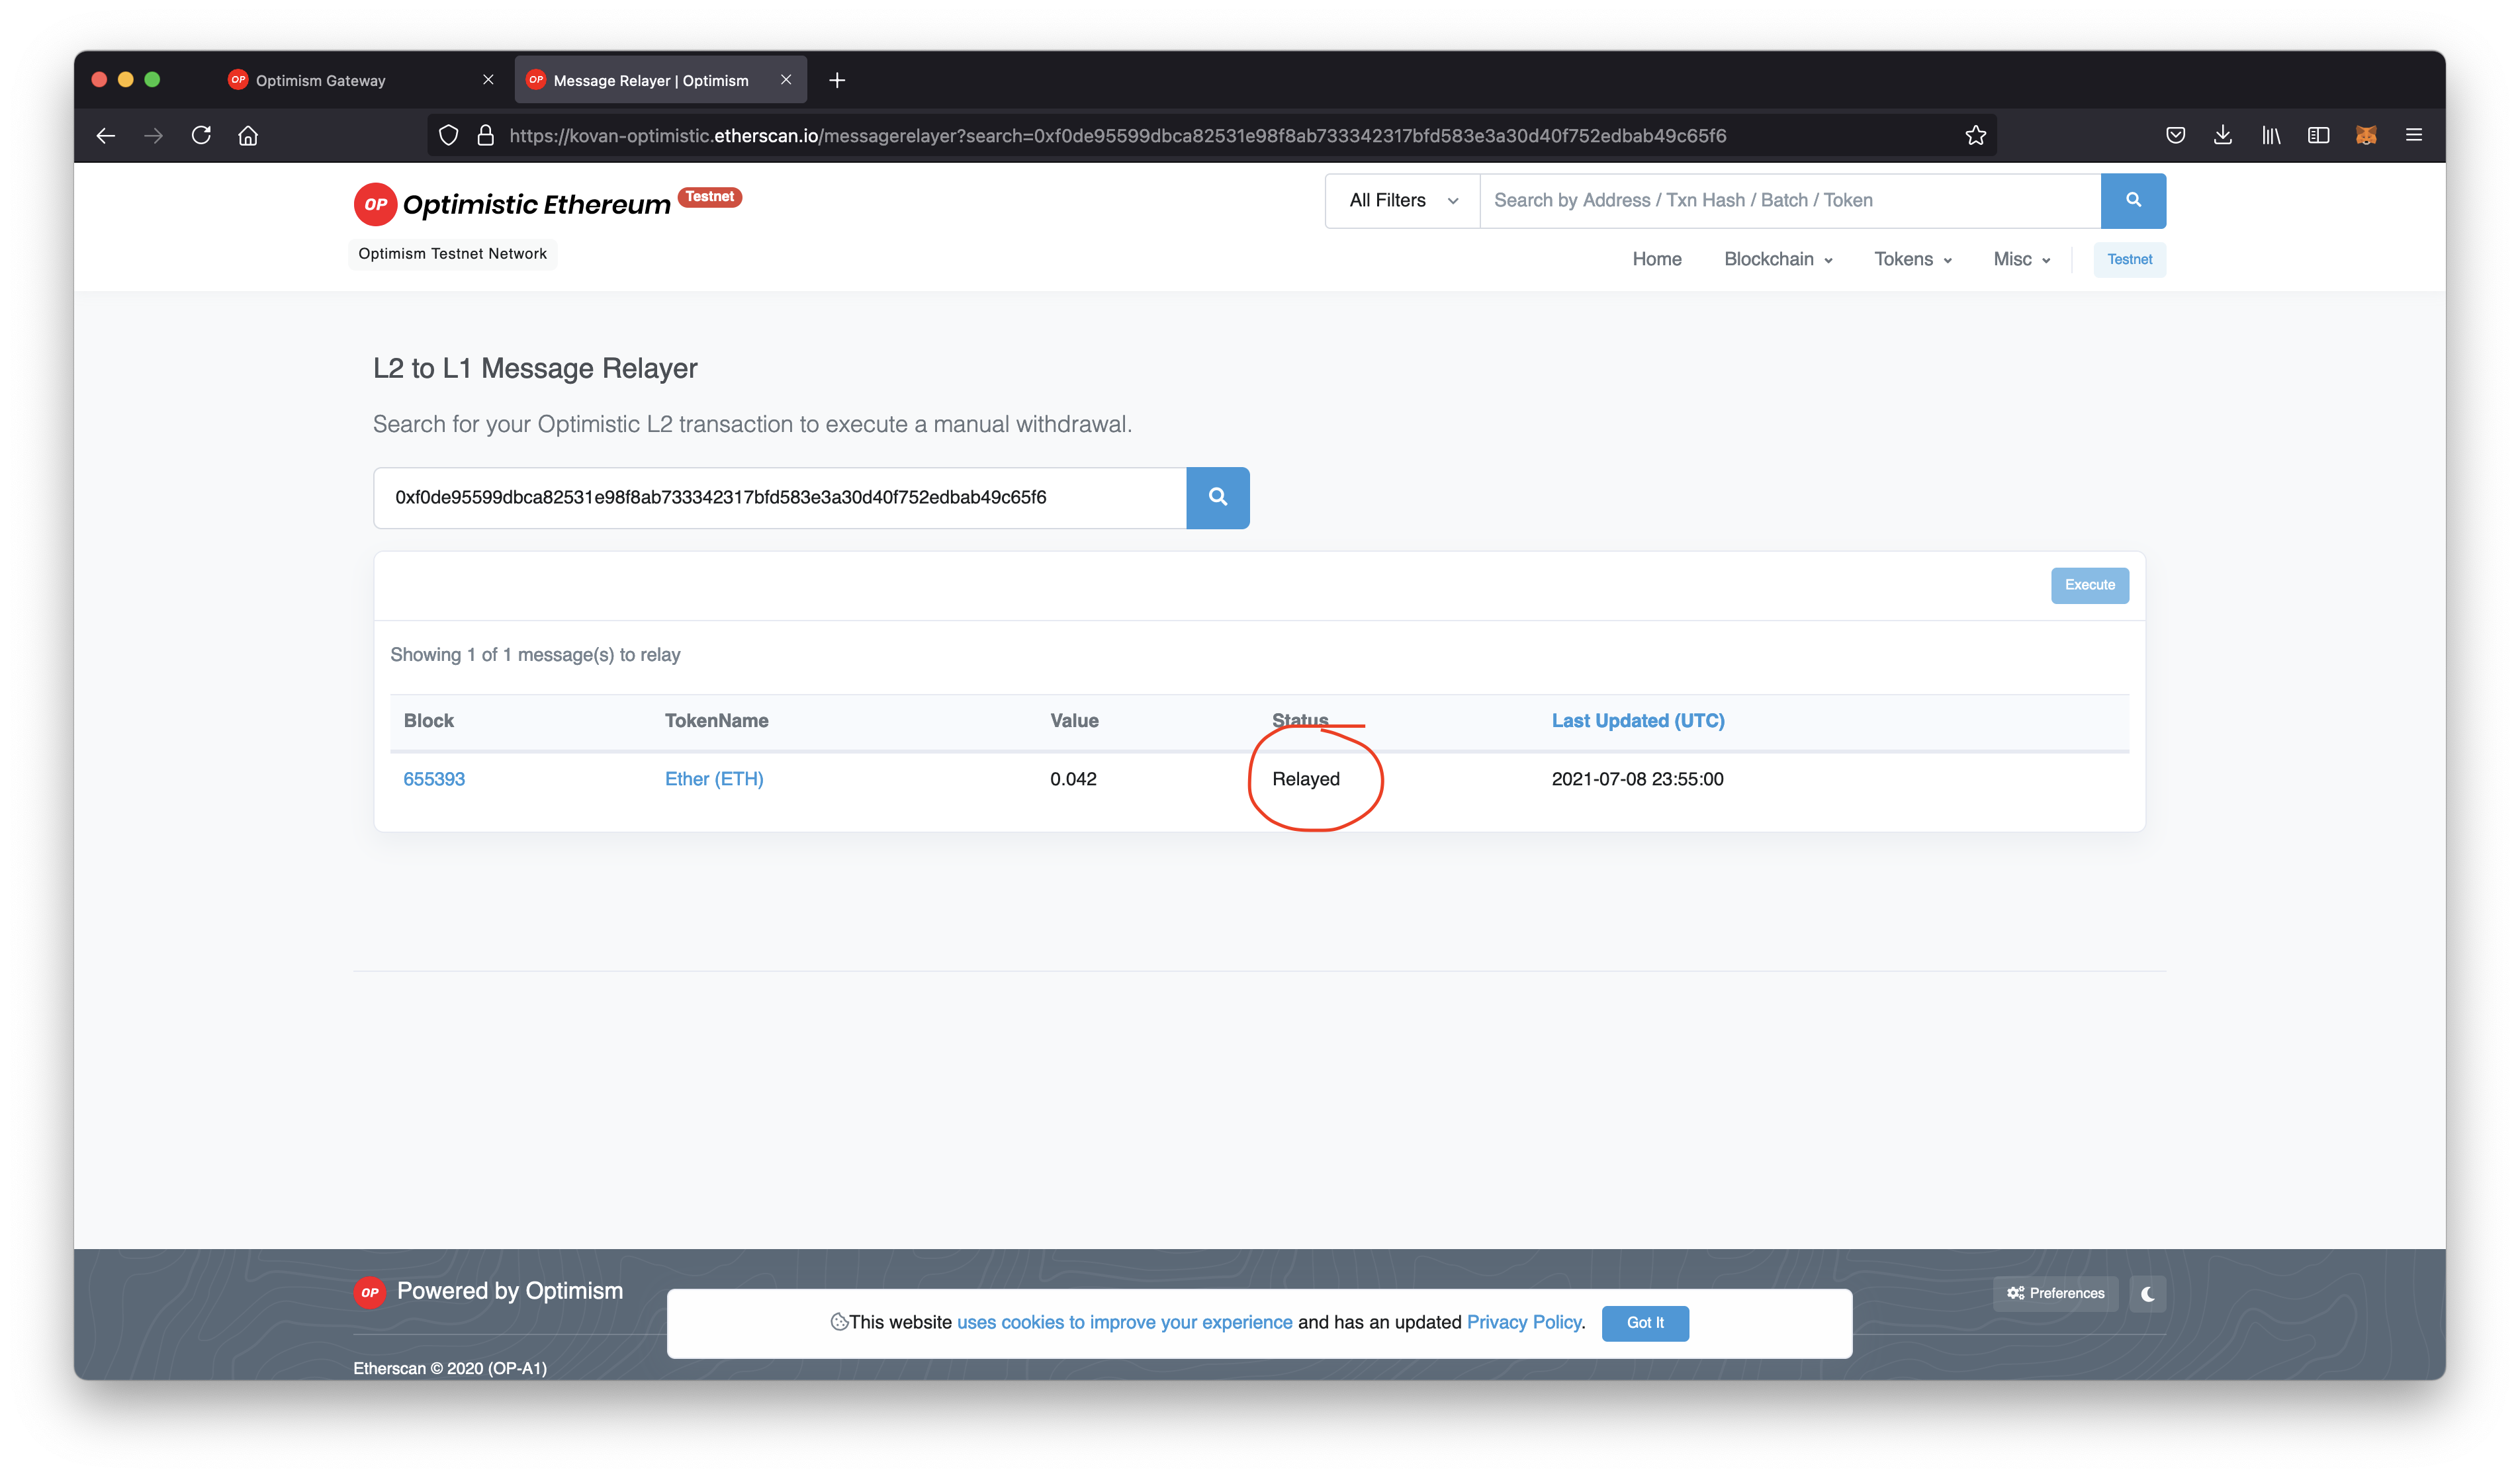 OP Optimism Gateway
OP Message Relayer | Optimism
https://kovan-optimistic.etherscan.io/messagerelayer?search=0xf0de95599dbca82531e98f8ab733342317bfd583e3a30d40f752edbab49c65f6
OP Optimistic Ethereum Testnet
Optimism Testnet Network
All Filters Search by Address / Txn Hash / Batch / Token
Home Blockchain Tokens Misc Testnet
L2 to L1 Message Relayer
Search for your Optimistic L2 transaction to execute a manual withdrawal.
0xf0de95599dbca82531e98f8ab733342317bfd583e3a30d40f752edbab49c65f6
Execute
Showing 1 of 1 message(s) to relay
Block TokenName Value Status Last Updated (UTC)
655393 Ether (ETH) 0.042 Relayed 2021-07-08 23:55:00
OP Powered by Optimism
Preferences
This website uses cookies to improve your experience and has an updated Privacy Policy. Got It
Etherscan © 2020 (OP-A1)